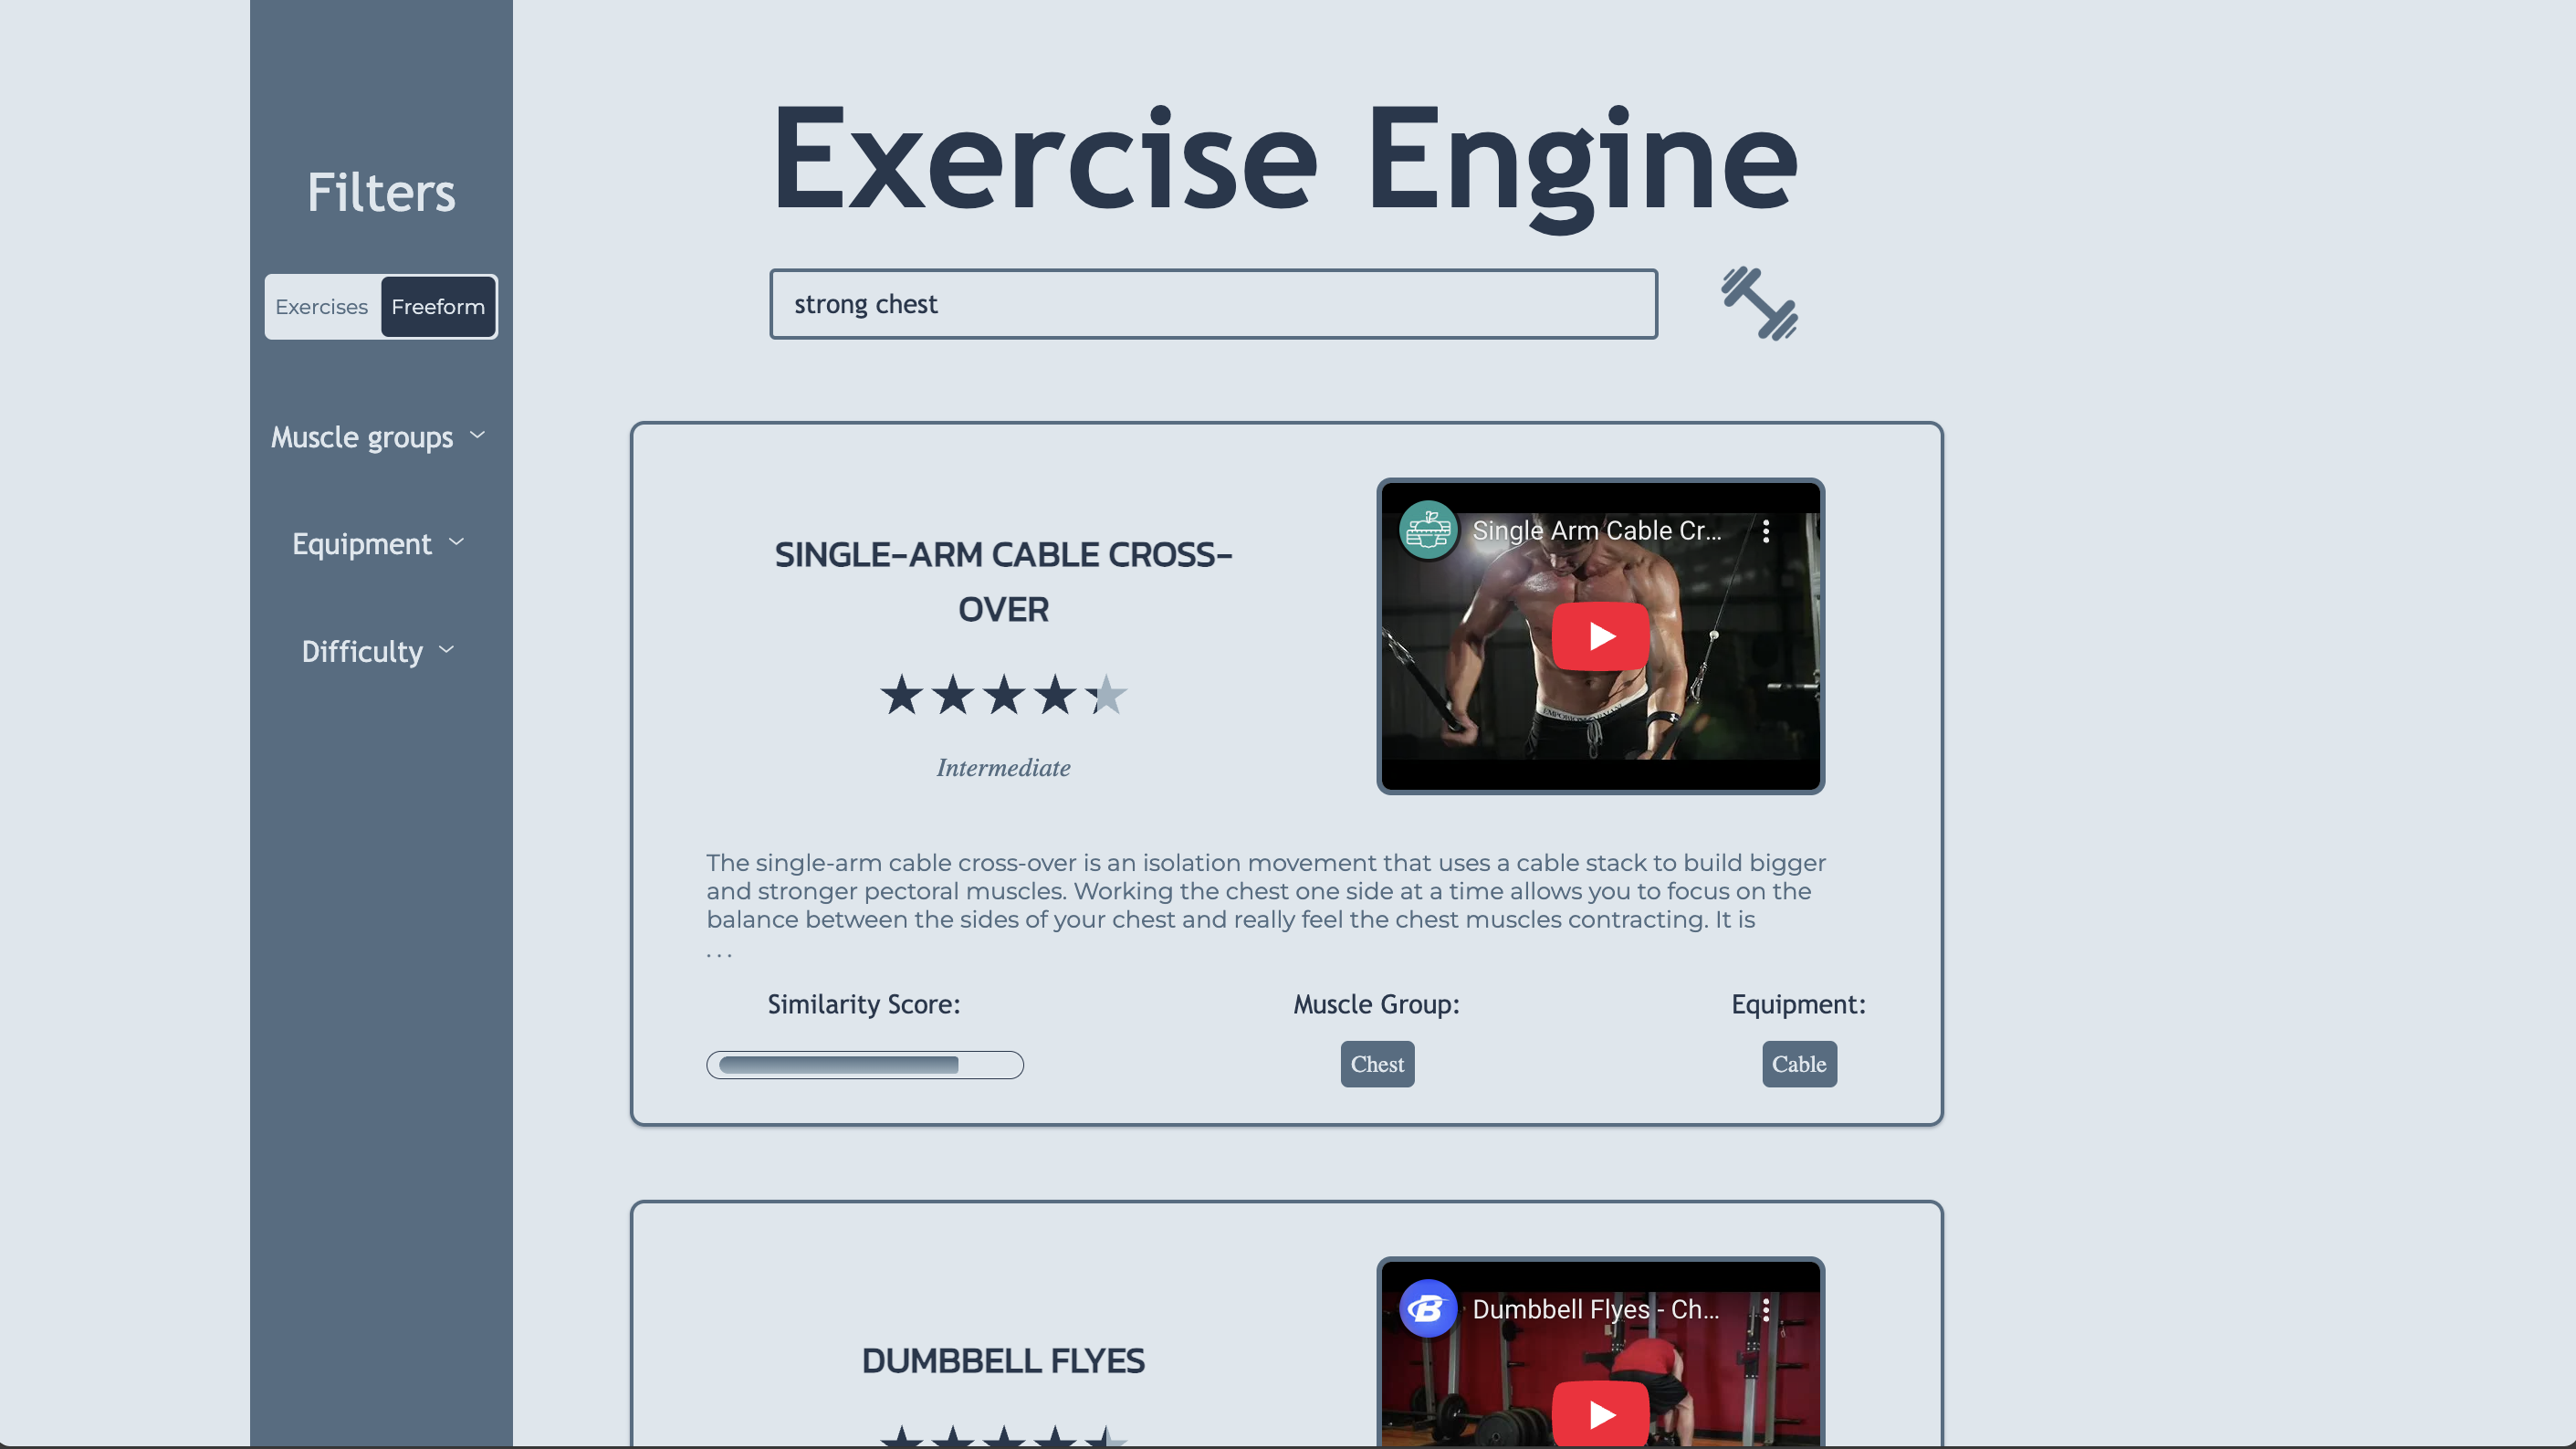 Exercise Engine
Filters
Exercises Freeform
strong chest
Muscle groups
Equipment
Difficulty
SINGLE-ARM CABLE CROSS-
OVER
Intermediate
Single Arm Cable Cr...
The single-arm cable cross-over is an isolation movement that uses a cable stack to build bigger
and stronger pectoral muscles. Working the chest one side at a time allows you to focus on the
balance between the sides of your chest and really feel the chest muscles contracting. It is
...
Similarity Score: Muscle Group: Equipment:
Chest Cable
DUMBBELL FLYES
B Dumbbell Flyes - Ch...